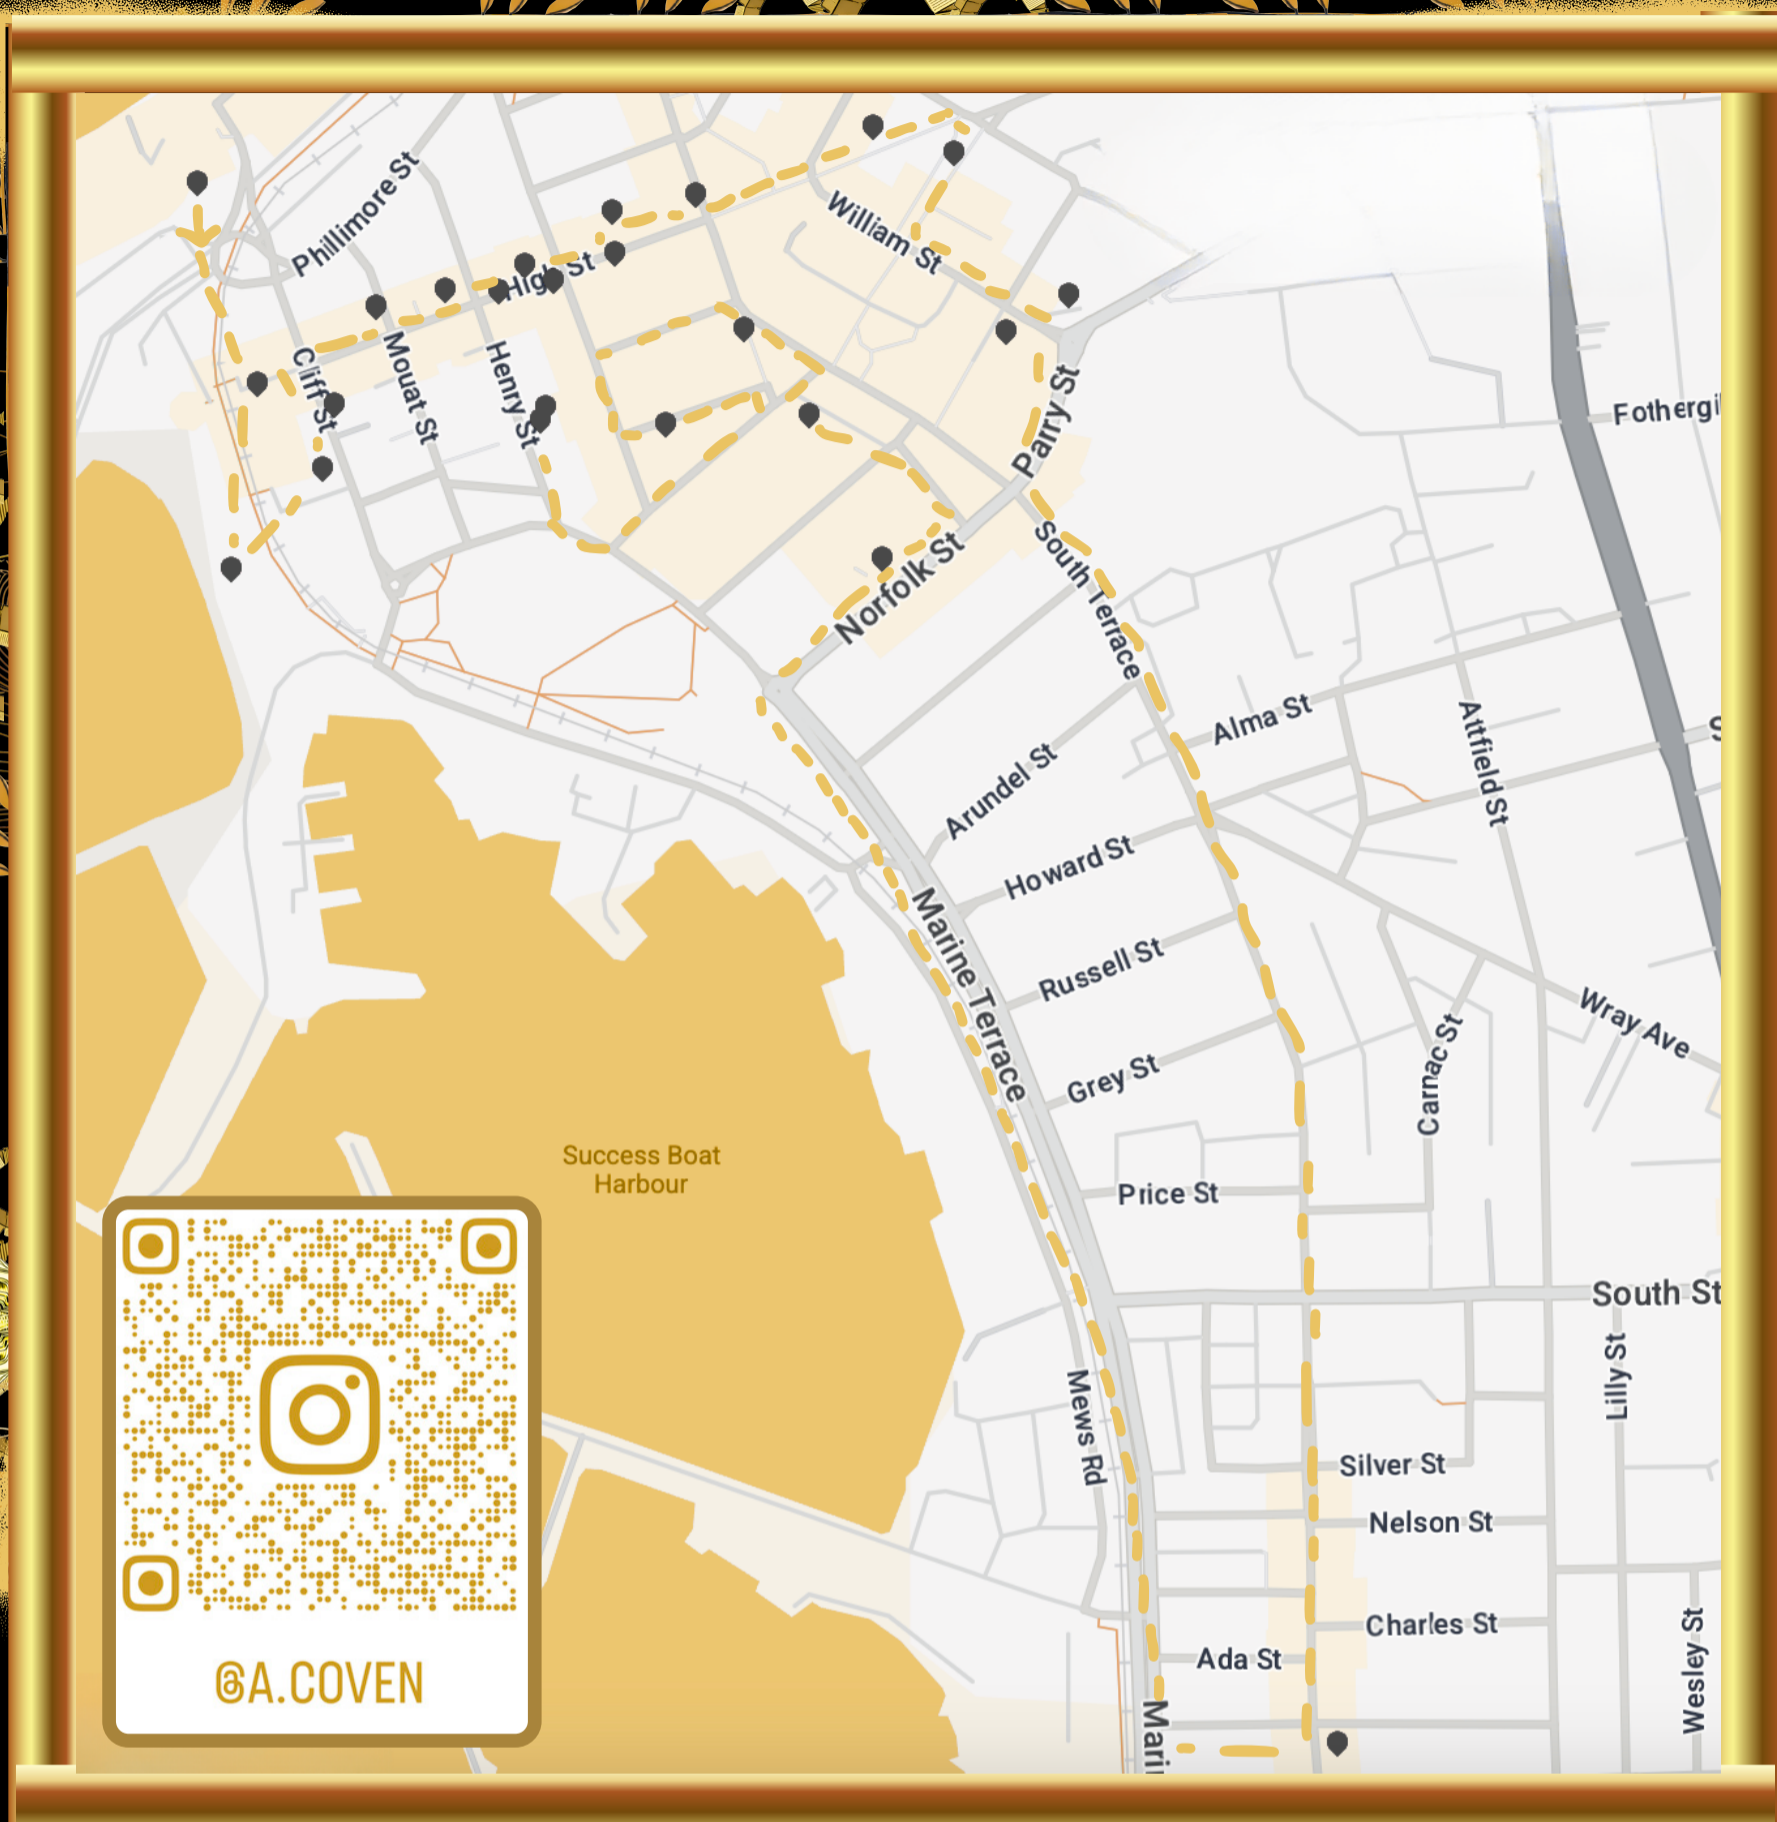 Phillimore St
William St
High St
Cliff St
Mouat St
Henry St
Parry St
Norfolk St
South Terrace
Alma St
Attfield St
Arundel St
Howard St
Marine Terrace
Russell St
Wray Ave
Grey St
Carnac St
Success Boat
Harbour
Price St
South St
Lilly St
Mews Rd
Silver St
Nelson St
Charles St
Ada St
Wesley St
@A.COVEN